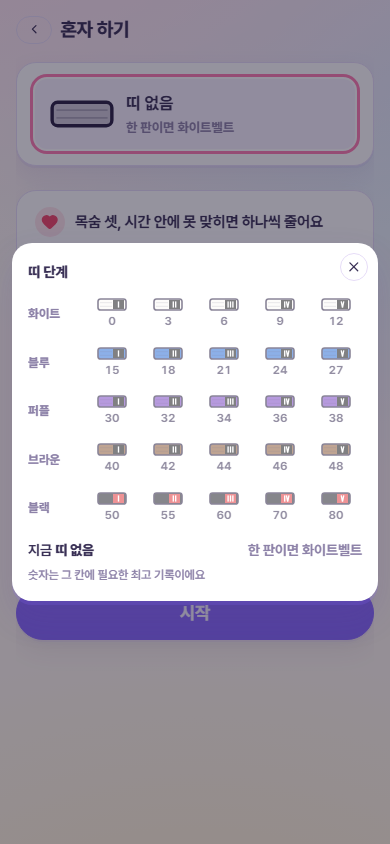 혼자 하기
띠 없음
한 판이면 화이트벨트
목숨 셋, 시간 안에 못 맞히면 하나씩 줄어요
띠 단계
화이트 I II III IV V
0 3 6 9 12
블루 I II III IV V
15 18 21 24 27
퍼플 I II III IV V
30 32 34 36 38
브라운 I II III IV V
40 42 44 46 48
블랙 I II III IV V
50 55 60 70 80
지금 띠 없음 한 판이면 화이트벨트
숫자는 그 칸에 필요한 최고 기록이에요
시작